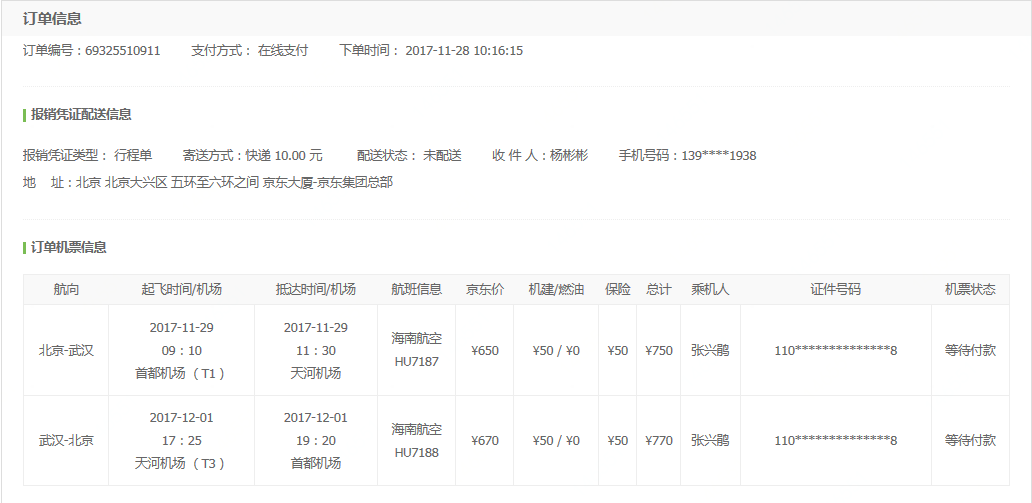 订单信息
订单编号：69325510911 支付方式： 在线支付 下单时间： 2017-11-28 10:16:15
报销凭证配送信息
报销凭证类型： 行程单 寄送方式：快递 10.00 元 配送状态： 未配送 收 件 人：杨彬彬 手机号码：139****1938
地 址：北京 北京大兴区 五环至六环之间 京东大厦-京东集团总部
订单机票信息
航向 起飞时间/机场 抵达时间/机场 航班信息 京东价 机建/燃油 保险 总计 乘机人 证件号码 机票状态
2017-11-29 2017-11-29
海南航空
北京-武汉 09：10 11：30 ¥650 ¥50 / ¥0 ¥50 ¥750 张兴鹃 110**************8 等待付款
HU7187
首都机场 （T1） 天河机场
2017-12-01 2017-12-01
海南航空
武汉-北京 17：25 19：20 ¥670 ¥50 / ¥0 ¥50 ¥770 张兴鹃 110**************8 等待付款
HU7188
天河机场 （T3） 首都机场